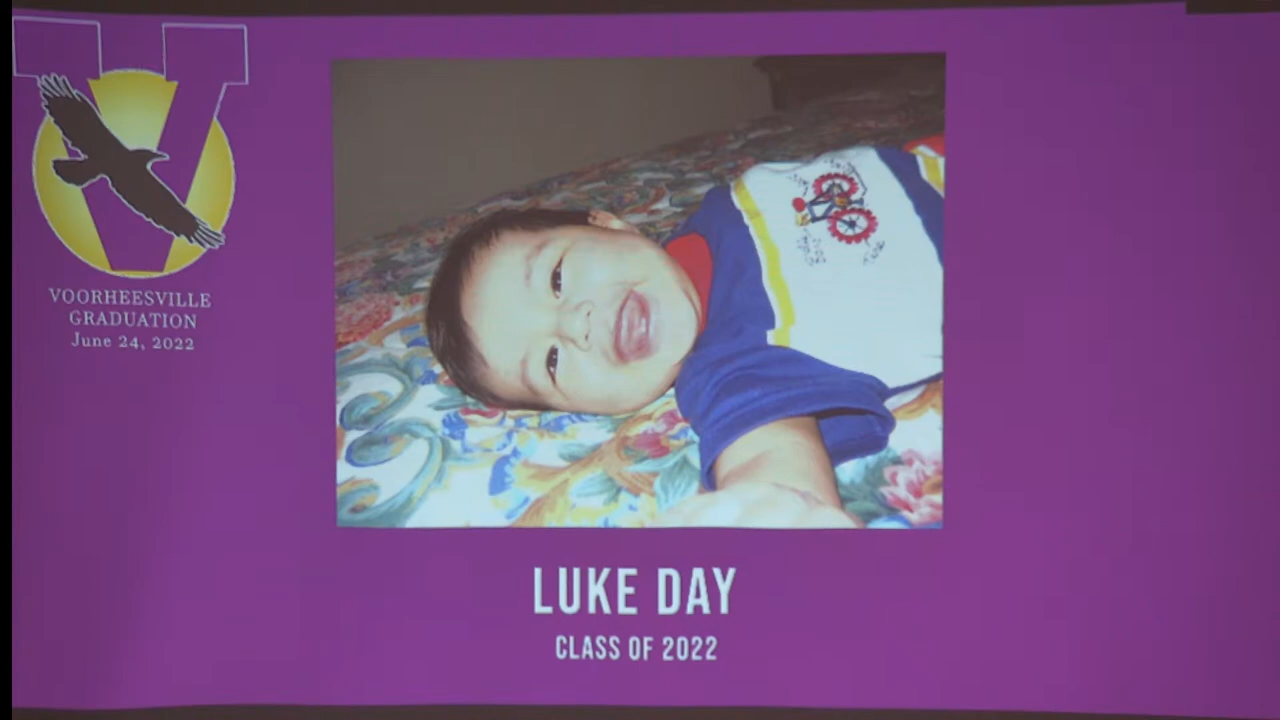 VOORHEESVILLE
GRADUATION
June 24, 2022
LUKE DAY
CLASS OF 2022